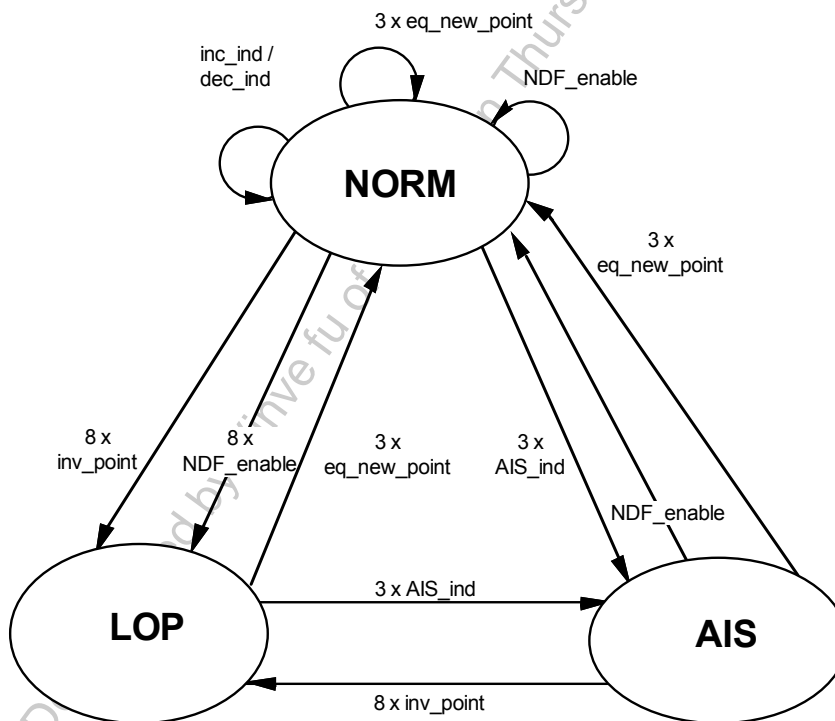 3 x eq_new_point
inc_ind /
dec_ind
NDF_enable
NORM
3 x
eq_new_point
8 x
inv_point
8 x
NDF_enable
3 x
eq_new_point
3 x
AIS_ind
NDF_enable
3 x AIS_ind
LOP
AIS
8 x inv_point